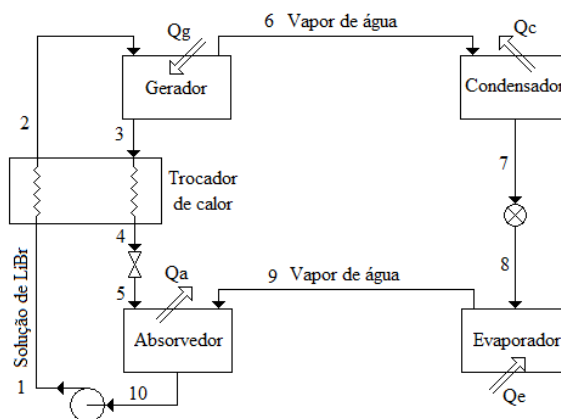 6 Vapor de água
Qg
Qc
Gerador
Condensador
2
3
7
Trocador
de calor
4
8
Solução de LiBr
Qa
9 Vapor de água
5
Absorvedor
Evaporador
1
10
Qe